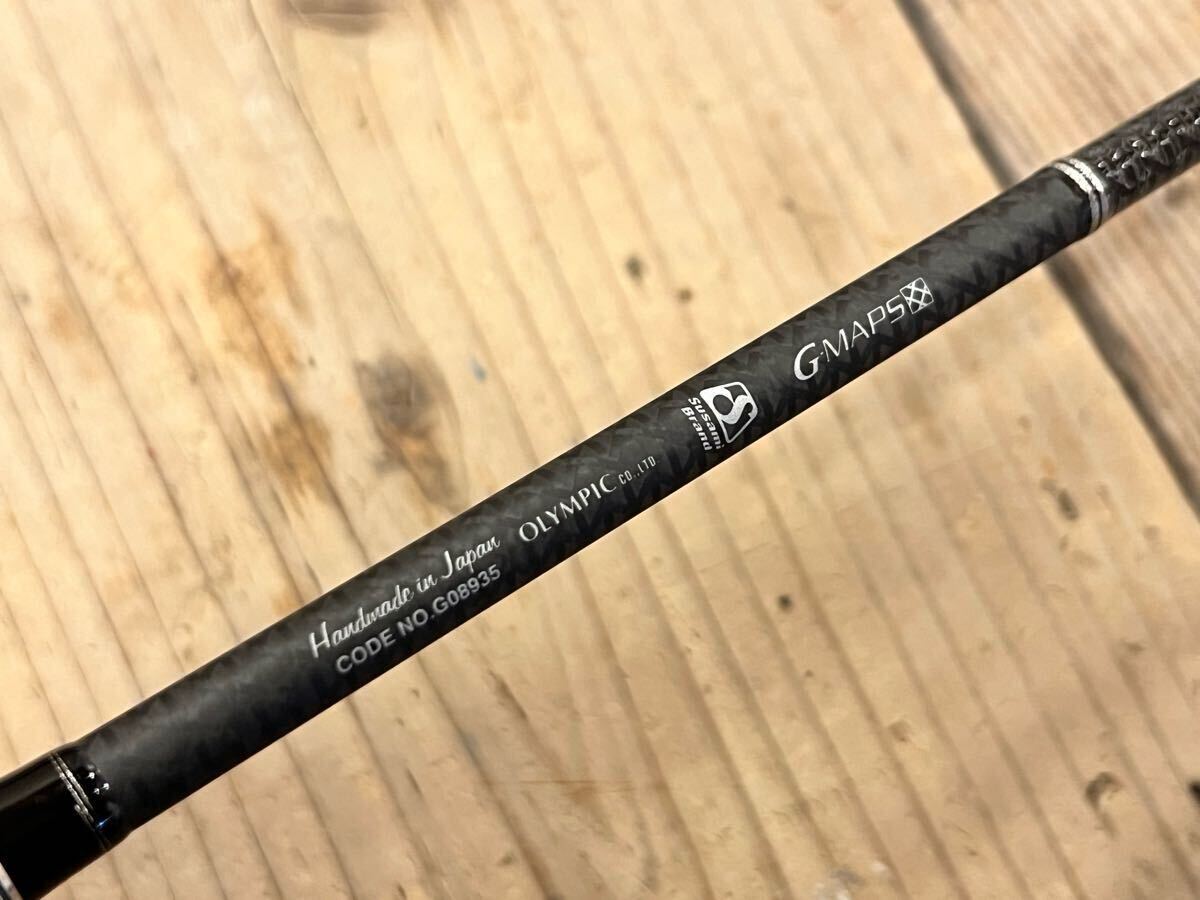 Handmade in Japan
CODE NO.G08935
OLYMPIC CO.,LTD.
Susami
Brand
G-MAPS